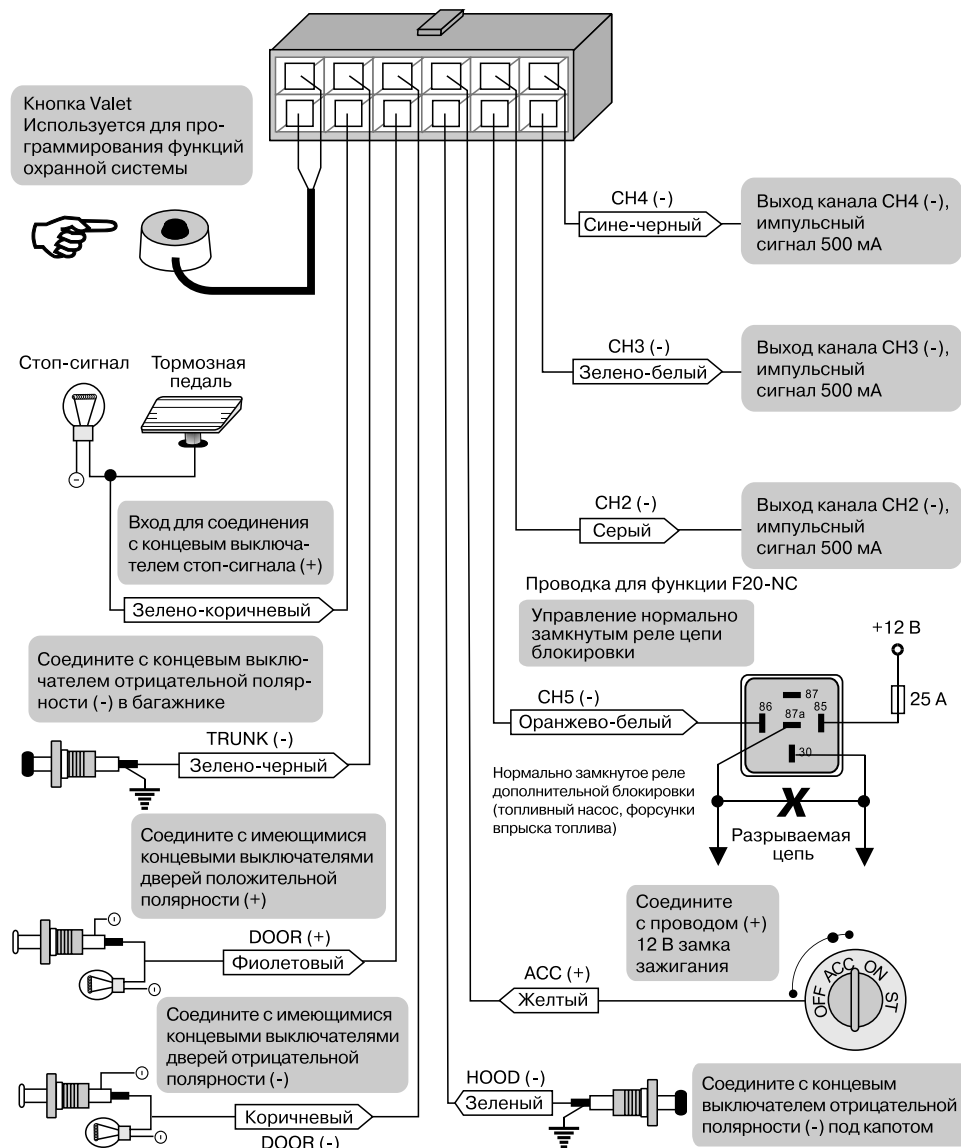 Кнопка Valet
Используется для про-
граммирования функций
охранной системы
CH4 (-)
Сине-черный
Выход канала CH4 (-),
импульсный
сигнал 500 мА
Стоп-сигнал
Тормозная
педаль
CH3 (-)
Зелено-белый
Выход канала CH3 (-),
импульсный
сигнал 500 мА
Вход для соединения
с концевым выключа-
телем стоп-сигнала (+)
Зелено-коричневый
CH2 (-)
Серый
Выход канала CH2 (-),
импульсный
сигнал 500 мА
Проводка для функции F20-NC
Управление нормально
замкнутым реле цепи
блокировки
+12 В
25 А
Соедините с концевым выклю-
чателем отрицательной поляр-
ности (-) в багажнике
CH5 (-)
Оранжево-белый
87
86
87a
85
30
TRUNK (-)
Зелено-черный
Нормально замкнутое реле
дополнительной блокировки
(топливный насос, форсунки
впрыска топлива)
X
Разрываемая
цепь
Соедините с имеющимися
концевыми выключателями
дверей положительной
полярности (+)
DOOR (+)
Фиолетовый
Соедините
с проводом (+)
12 В замка
зажигания
ACC (+)
Желтый
OFF ACC ON ST
Соедините с имеющимися
концевыми выключателями
дверей отрицательной
полярности (-)
Коричневый
DOOR (-)
HOOD (-)
Зеленый
Соедините с концевым
выключателем отрицательной
полярности (-) под капотом